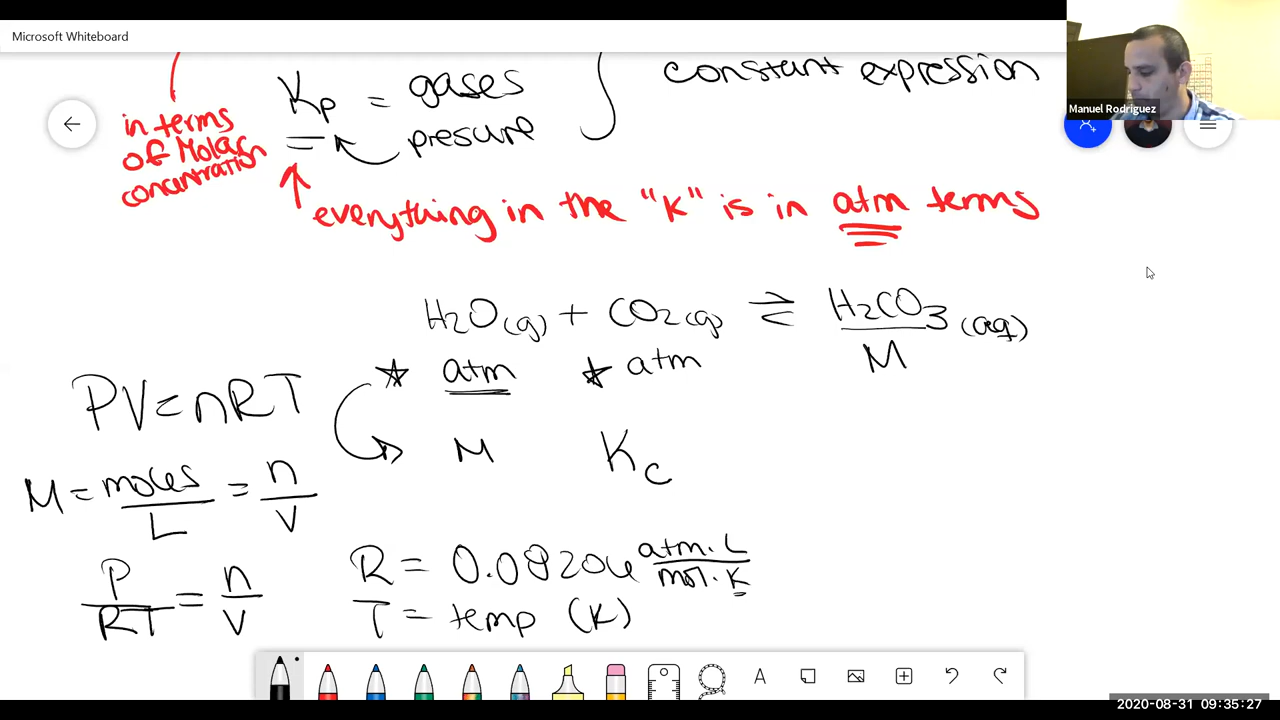 Microsoft Whiteboard
Manuel Rodriguez
Kp = gases
presure
constant expression
in terms
of Molar
concentration
everything in the "K" is in atm terms
H2O(g) + CO2(g) ⇌ H2CO3(aq)
★ atm ★ atm M
PV=nRT
M Kc
M = moles/L = n/V
P/RT = n/V
R = 0.08206 atm·L/mol·K
T = temp (K)
A
2020-08-31 09:35:27